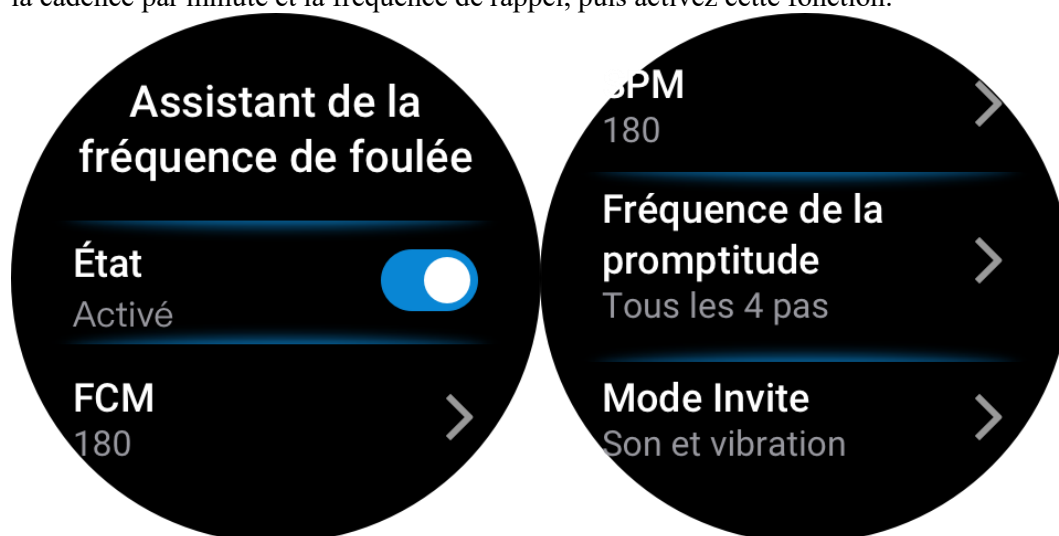 la cadence par minute et la fréquence de rappel, puis activez cette fonction.
Assistant de la
fréquence de foulée
État
Activé
FCM
180
BPM
180
Fréquence de la
promptitude
Tous les 4 pas
Mode Invite
Son et vibration